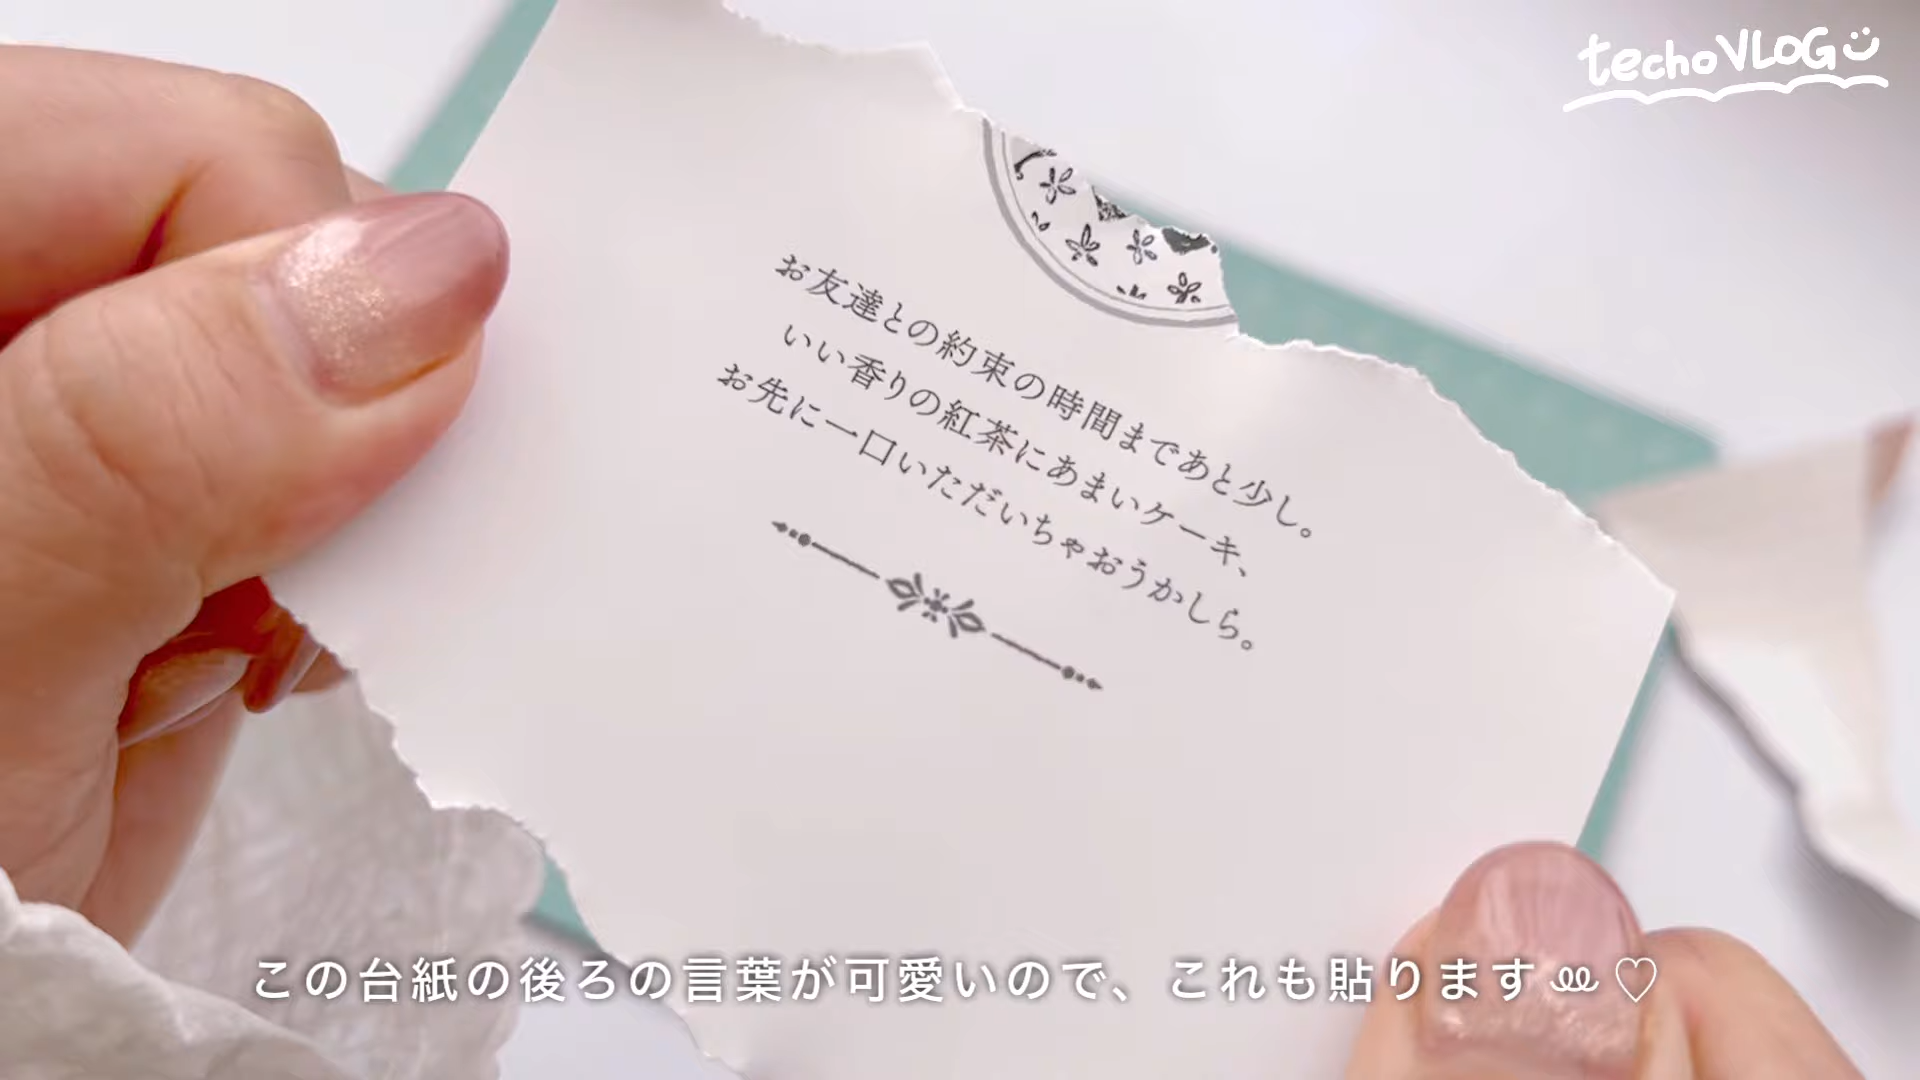 techoVLOG
お友達との約束の時間まであと少し。
いい香りの紅茶にあまいケーキ、
お先に一口いただいちゃおうかしら。
この台紙の後ろの言葉が可愛いので、これも貼ります♡